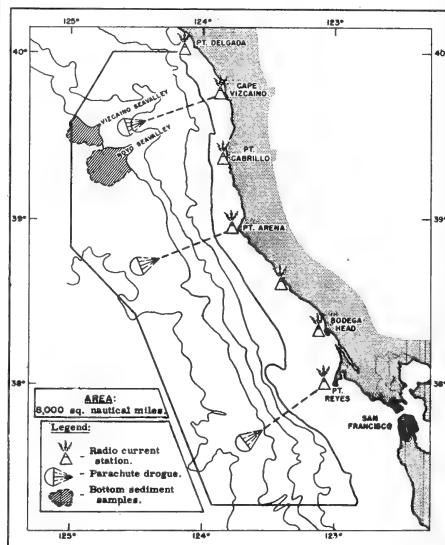 125° 124° 123°
40° 40°
PT. DELGADA
CAPE
VIZCAINO
VIZCAINO SEAVALLEY
NOYO SEAVALLEY
PT.
CABRILLO
39° 39°
PT. ARENA
BODEGA
HEAD
38° 38°
PT.
REYES
SAN
FRANCISCO
AREA:
8,000 sq. nautical miles.
Legend:
- Radio current
station.
- Parachute drogue.
- Bottom sediment
samples.
125° 124° 123°